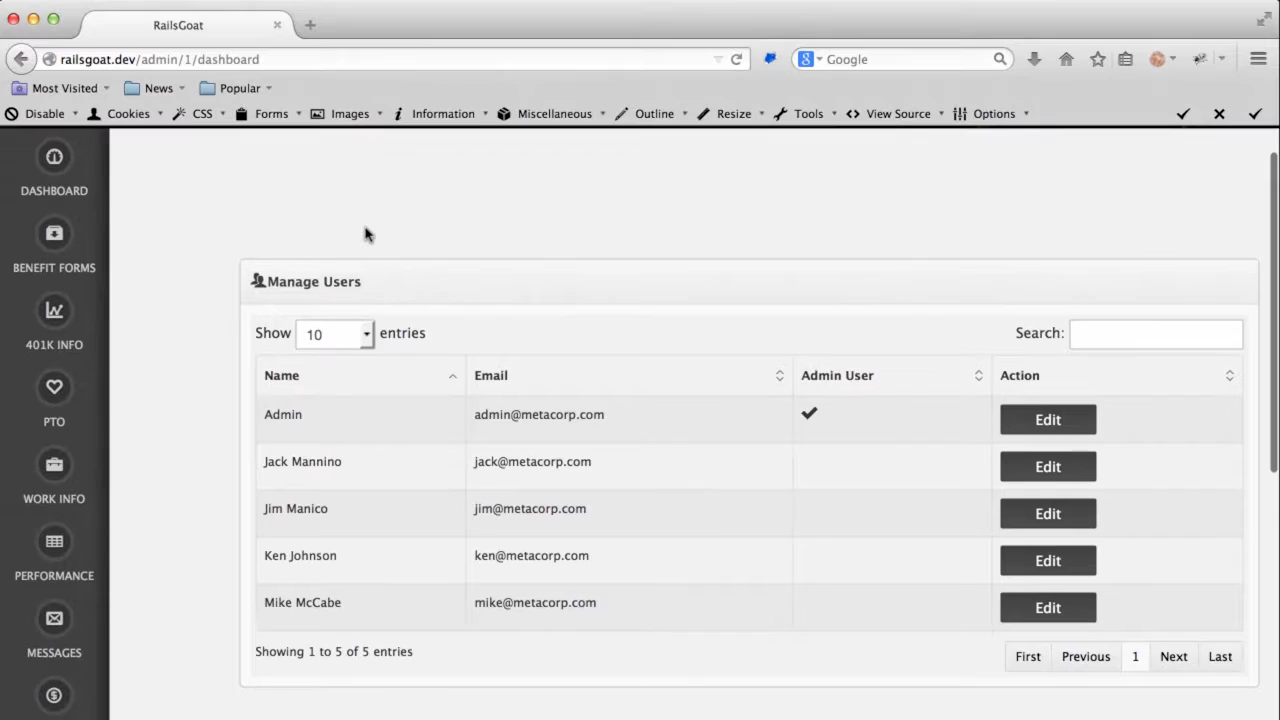 RailsGoat
railsgoat.dev/admin/1/dashboard
Google
Most Visited News Popular
Disable Cookies CSS Forms Images Information Miscellaneous Outline Resize Tools View Source Options
DASHBOARD
BENEFIT FORMS
401K INFO
PTO
WORK INFO
PERFORMANCE
MESSAGES
Manage Users
Show 10 entries Search:
Name Email Admin User Action
Admin admin@metacorp.com Edit
Jack Mannino jack@metacorp.com Edit
Jim Manico jim@metacorp.com Edit
Ken Johnson ken@metacorp.com Edit
Mike McCabe mike@metacorp.com Edit
Showing 1 to 5 of 5 entries First Previous 1 Next Last